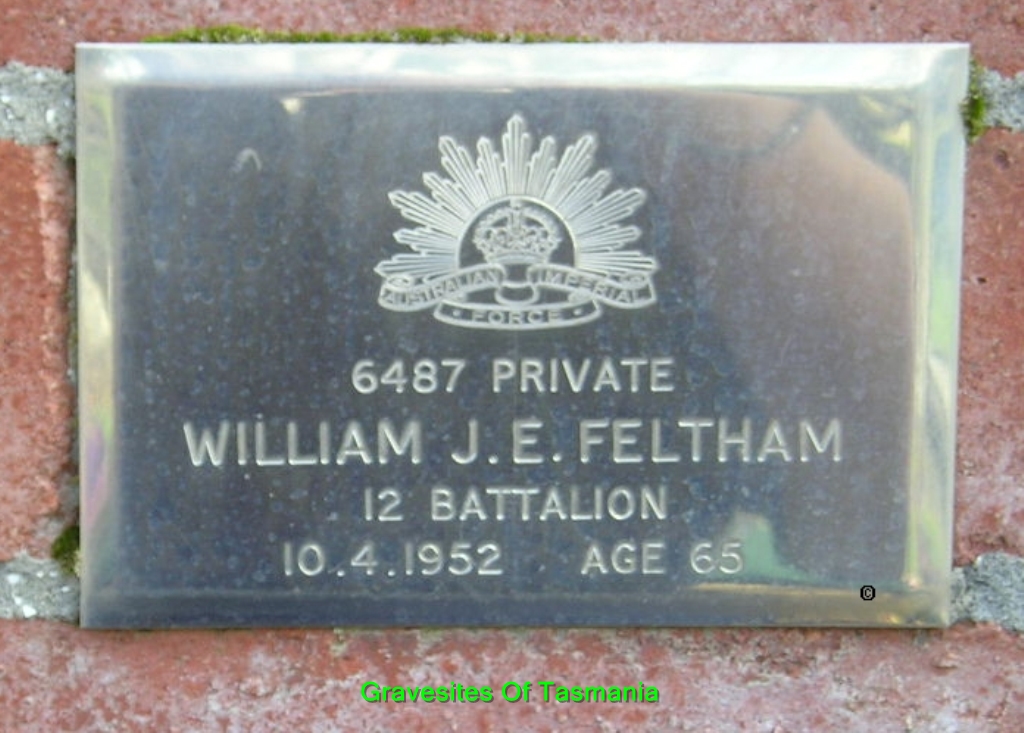 AUSTRALIAN IMPERIAL
FORCE
6487 PRIVATE
WILLIAM J.E. FELTHAM
12 BATTALION
10.4.1952 AGE 65
©
Gravesites Of Tasmania